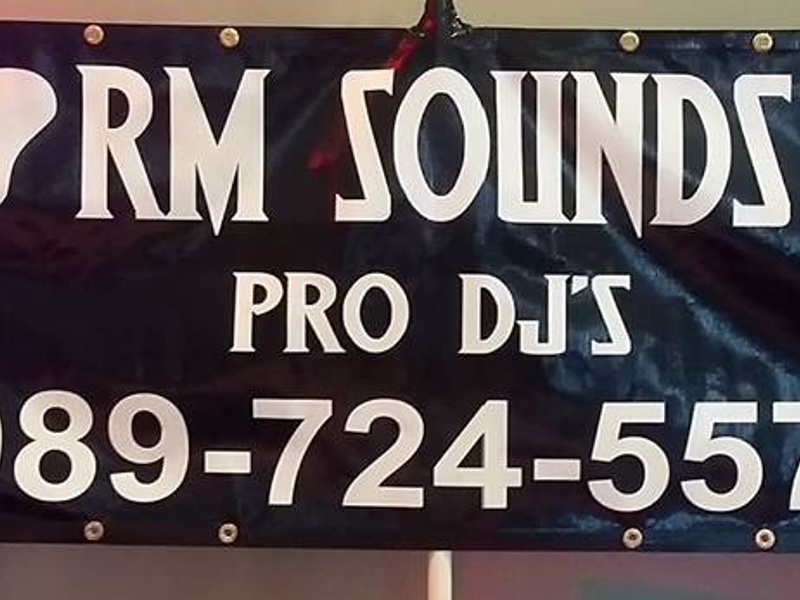 RM SOUNDS
PRO DJ'S
89-724-557